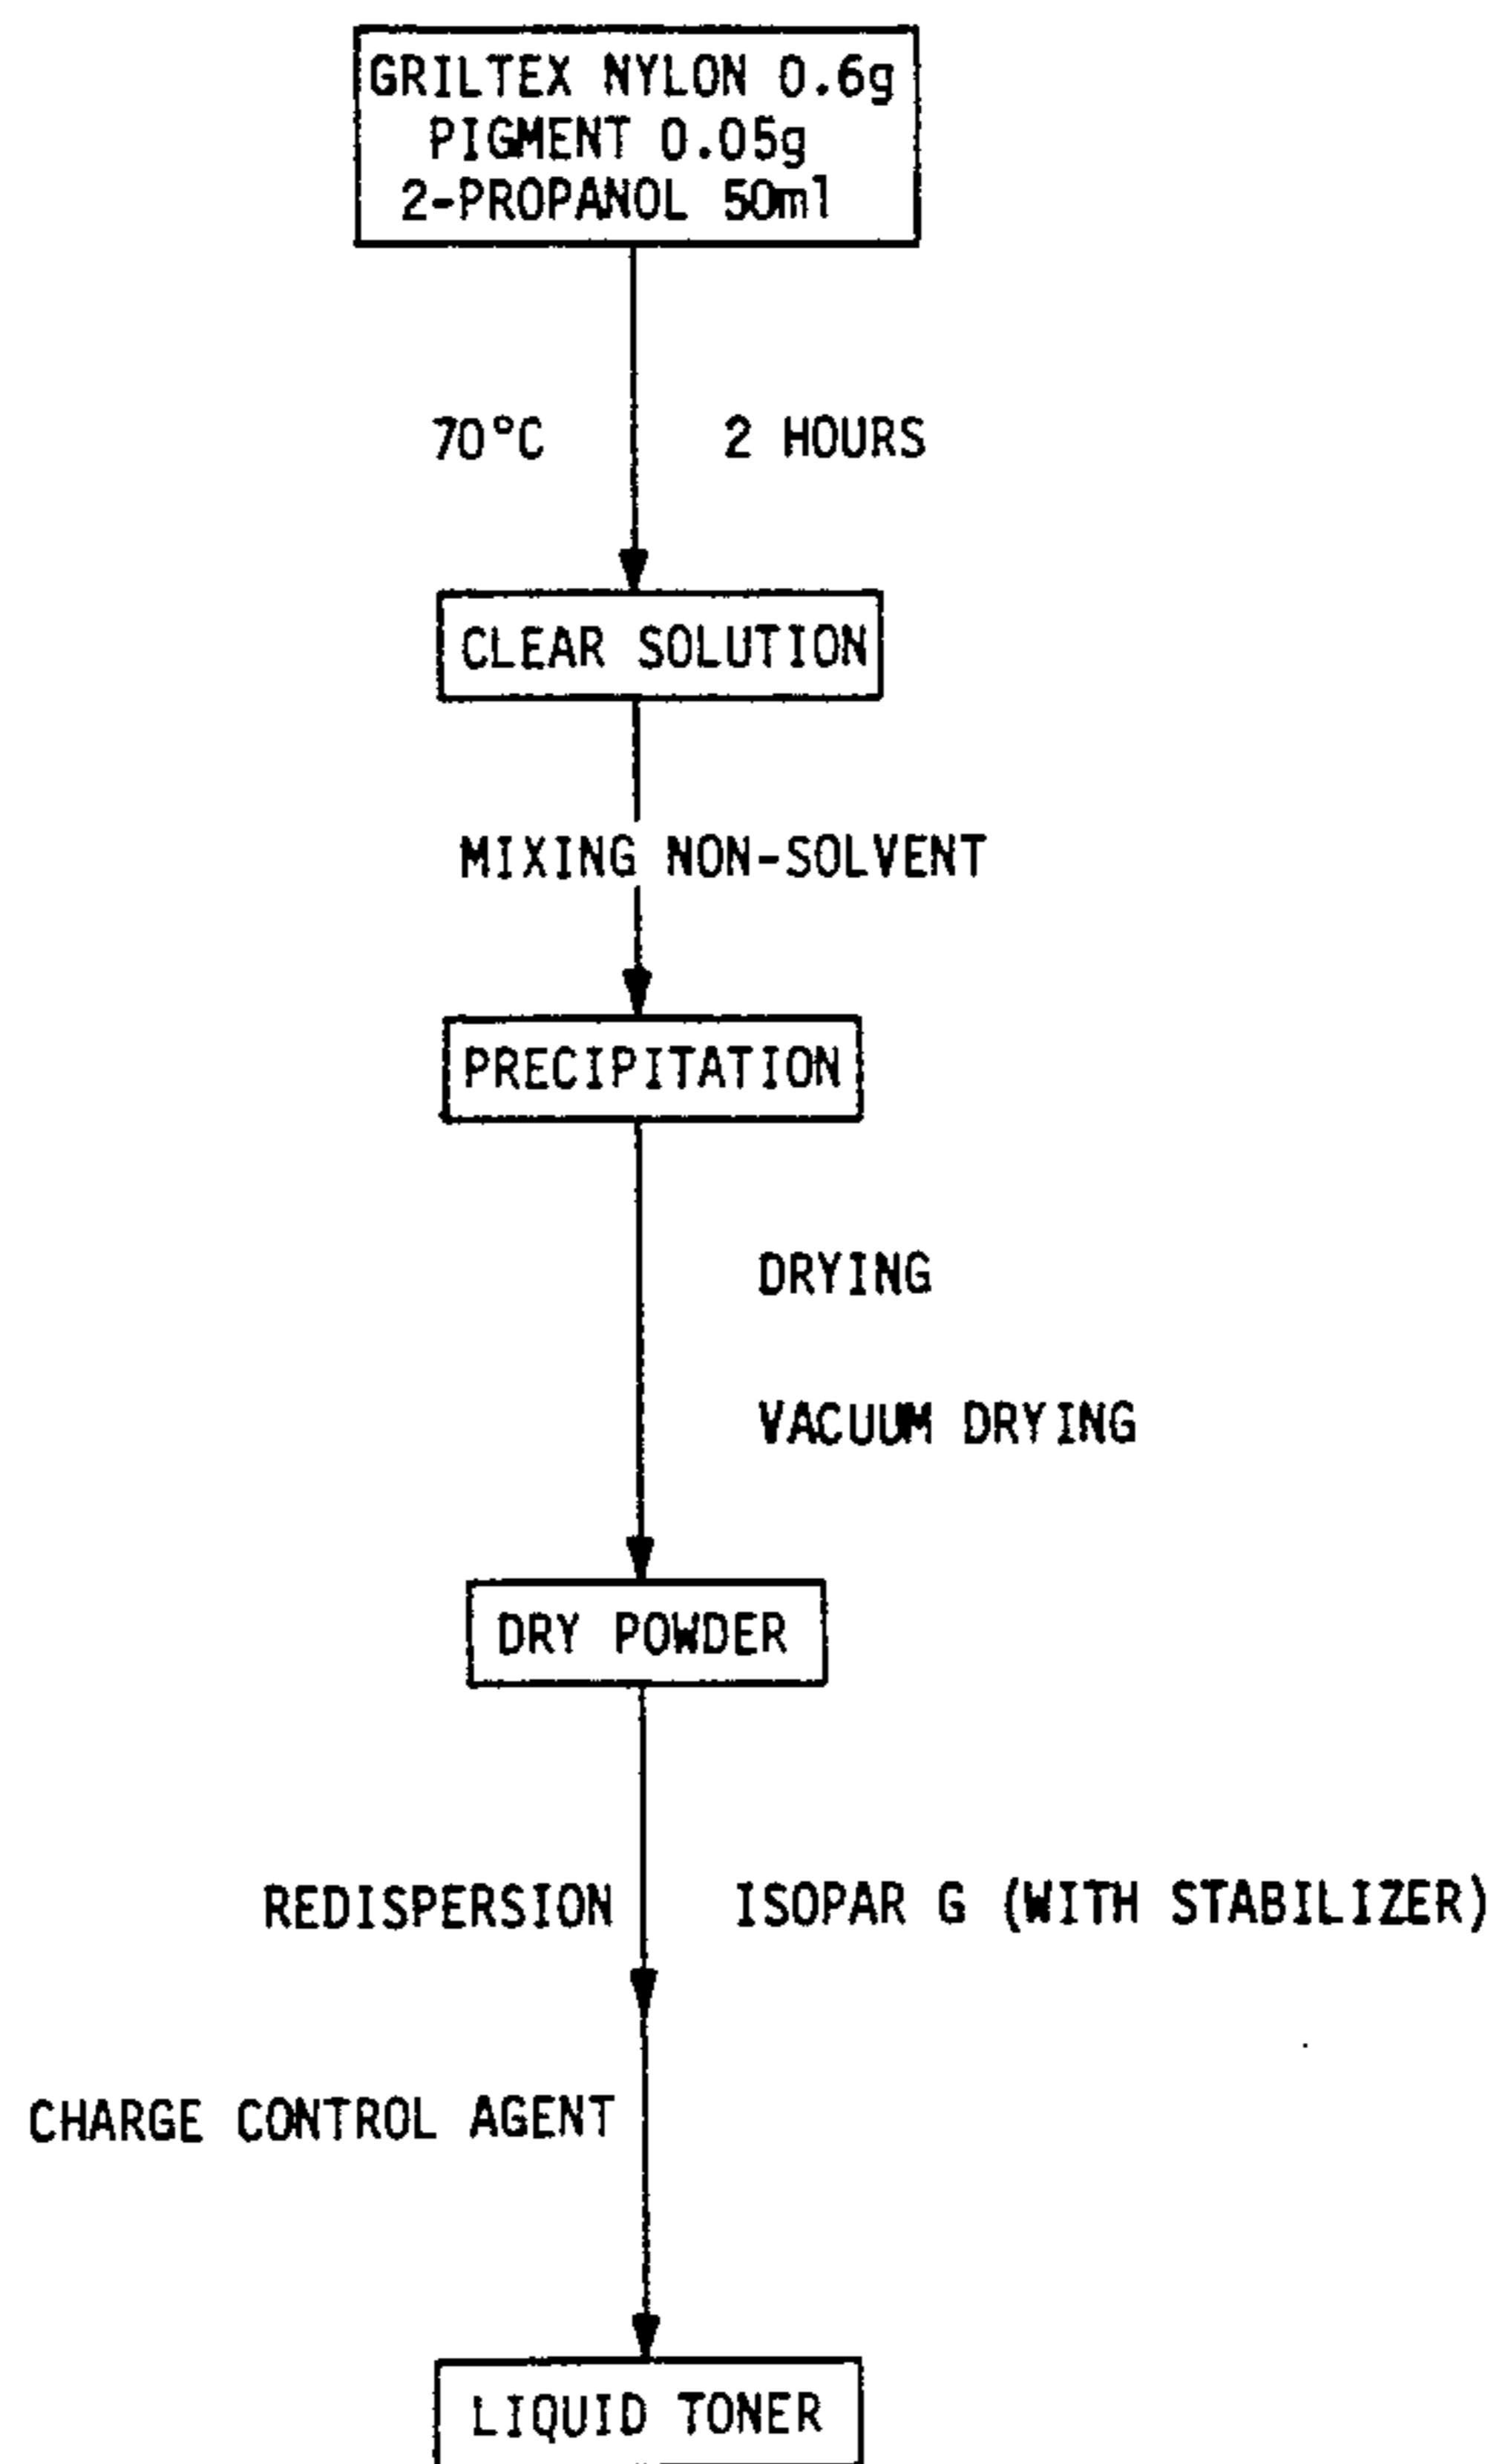 GRILTEX NYLON 0.6g
PIGMENT 0.05g
2-PROPANOL 50ml
70°C 2 HOURS
CLEAR SOLUTION
MIXING NON-SOLVENT
PRECIPITATION
DRYING
VACUUM DRYING
DRY POWDER
REDISPERSION ISOPAR G (WITH STABILIZER)
CHARGE CONTROL AGENT
LIQUID TONER